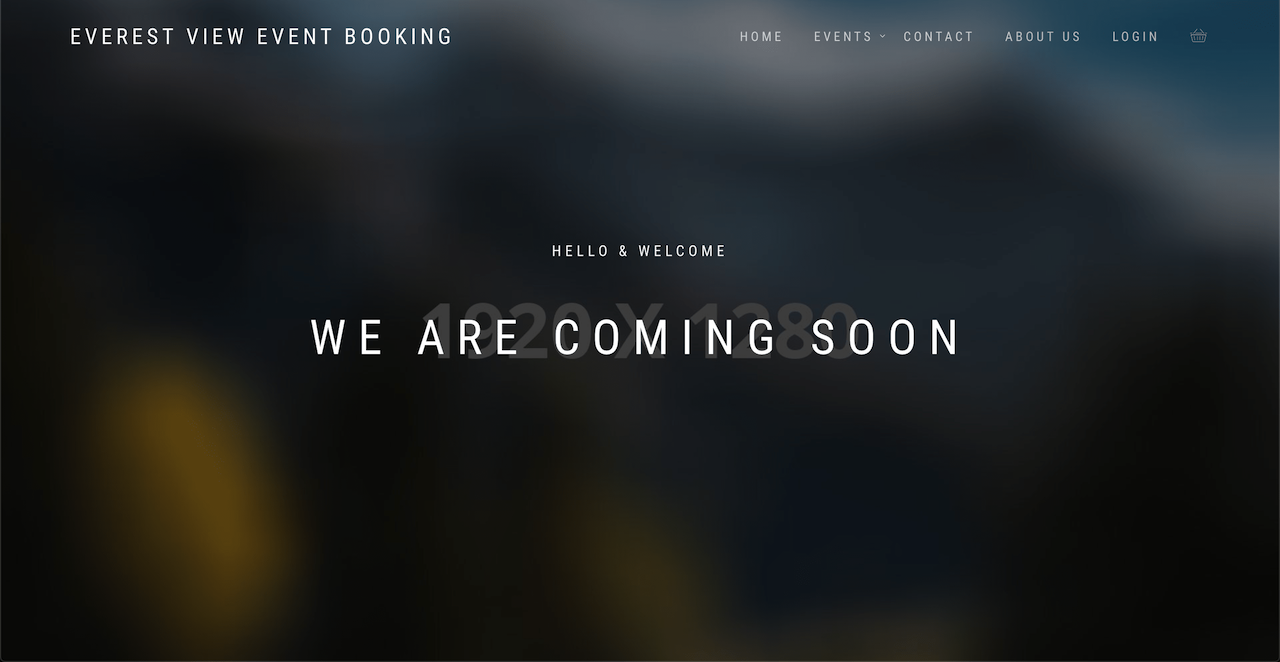 EVEREST VIEW EVENT BOOKING
HOME EVENTS CONTACT ABOUT US LOGIN
HELLO & WELCOME
1920 X 1280
WE ARE COMING SOON